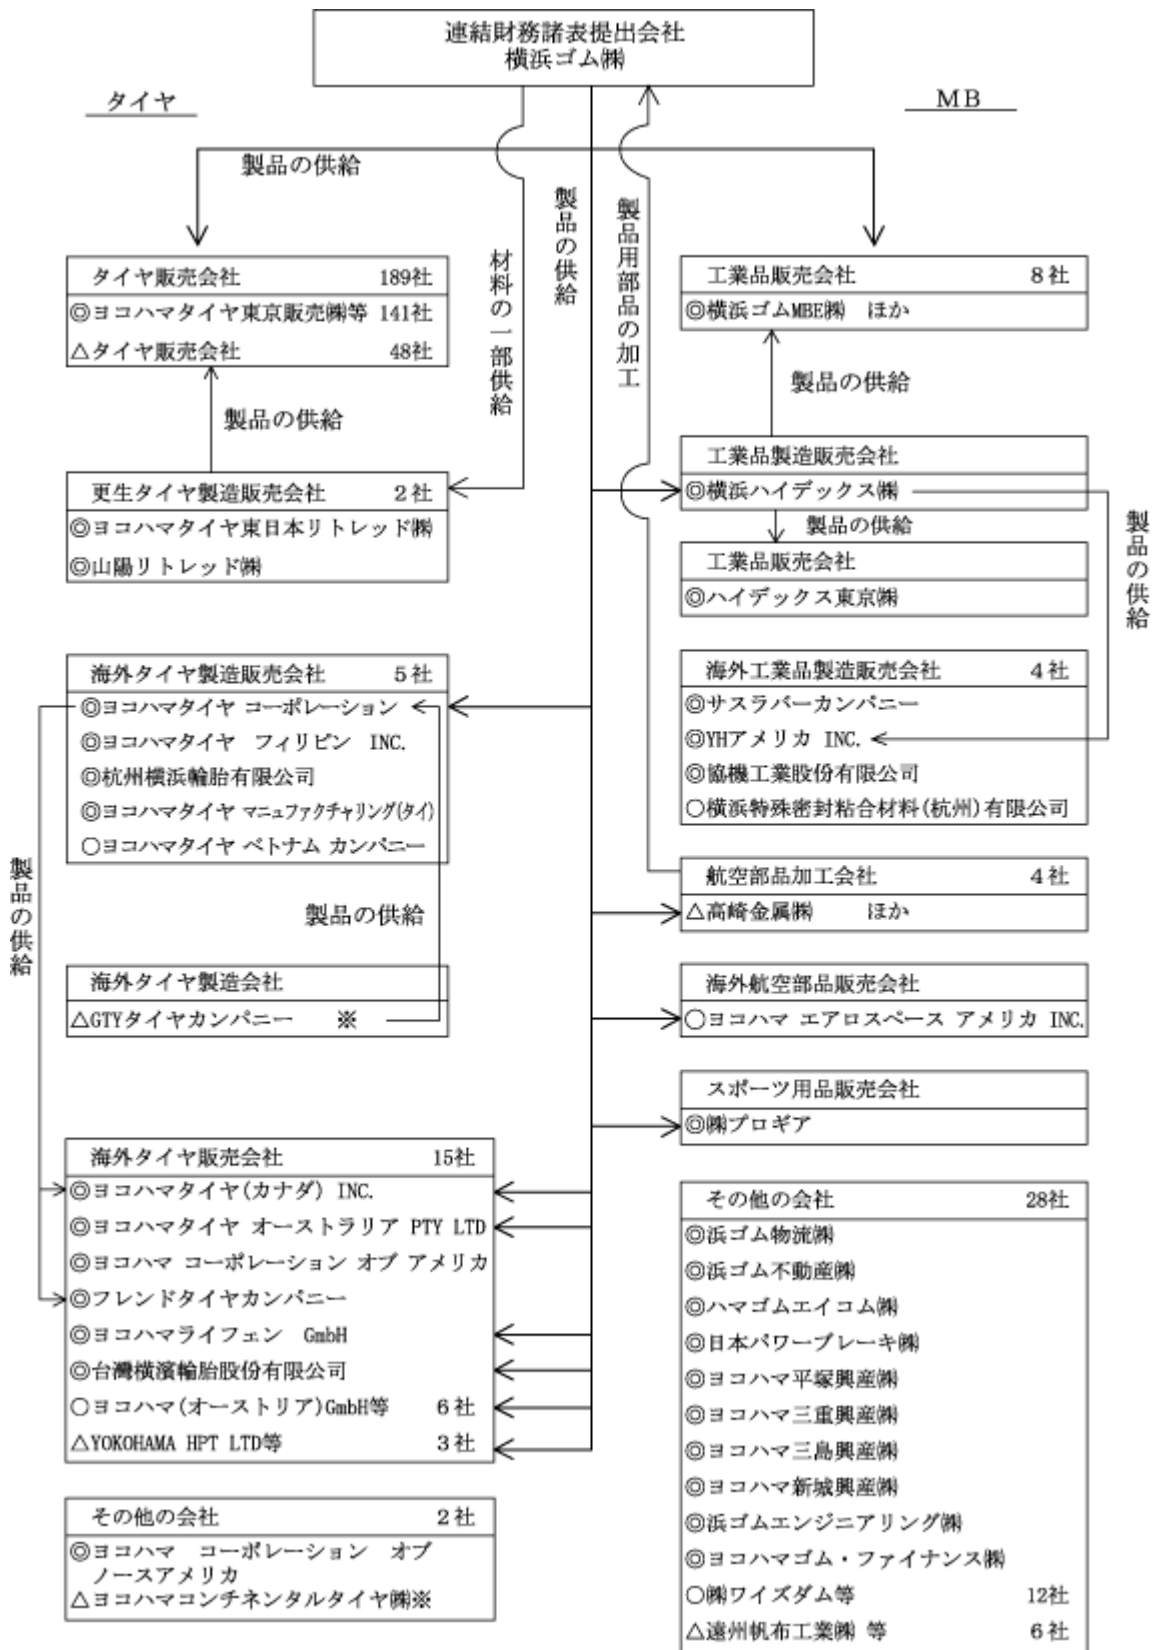 連結財務諸表提出会社
横浜ゴム㈱
タイヤ
MB
製品の供給
製品の供給
製品用部品の加工
材料の一部供給
タイヤ販売会社 189社
◎ヨコハマタイヤ東京販売㈱等 141社
△タイヤ販売会社 48社
製品の供給
更生タイヤ製造販売会社 2社
◎ヨコハマタイヤ東日本リトレッド㈱
◎山陽リトレッド㈱
海外タイヤ製造販売会社 5社
◎ヨコハマタイヤ コーポレーション
◎ヨコハマタイヤ フィリピン INC.
◎杭州横浜輪胎有限公司
◎ヨコハマタイヤ マニュファクチャリング(タイ)
○ヨコハマタイヤ ベトナム カンパニー
製品の供給
製品の供給
海外タイヤ製造会社
△GTYタイヤカンパニー ※
海外タイヤ販売会社 15社
◎ヨコハマタイヤ(カナダ) INC.
◎ヨコハマタイヤ オーストラリア PTY LTD
◎ヨコハマ コーポレーション オブ アメリカ
◎フレンドタイヤカンパニー
◎ヨコハマライフェン GmbH
◎台灣横濱輪胎股份有限公司
○ヨコハマ(オーストリア)GmbH等 6社
△YOKOHAMA HPT LTD等 3社
その他の会社 2社
◎ヨコハマ コーポレーション オブ
ノースアメリカ
△ヨコハマコンチネンタルタイヤ㈱※
工業品販売会社 8社
◎横浜ゴムMBE㈱ ほか
製品の供給
工業品製造販売会社
◎横浜ハイデックス㈱
製品の供給
製品の供給
工業品販売会社
◎ハイデックス東京㈱
海外工業品製造販売会社 4社
◎サスラバーカンパニー
◎YHアメリカ INC.
◎協機工業股份有限公司
○横浜特殊密封粘合材料(杭州)有限公司
航空部品加工会社 4社
△高崎金属㈱ ほか
海外航空部品販売会社
○ヨコハマ エアロスペース アメリカ INC.
スポーツ用品販売会社
◎㈱プロギア
その他の会社 28社
◎浜ゴム物流㈱
◎浜ゴム不動産㈱
◎ハマゴムエイコム㈱
◎日本パワーブレーキ㈱
◎ヨコハマ平塚興産㈱
◎ヨコハマ三重興産㈱
◎ヨコハマ三島興産㈱
◎ヨコハマ新城興産㈱
◎浜ゴムエンジニアリング㈱
◎ヨコハマゴム・ファイナンス㈱
○㈱ワイズダム等 12社
△遠州帆布工業㈱ 等 6社